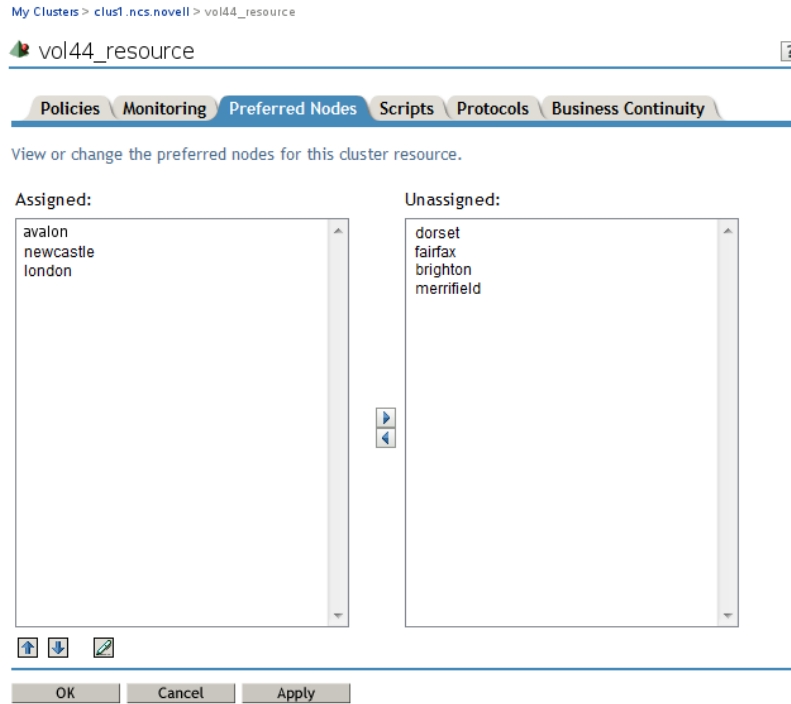 My Clusters > clus1.ncs.novell > vol44_resource
vol44_resource
?
Policies Monitoring Preferred Nodes Scripts Protocols Business Continuity
View or change the preferred nodes for this cluster resource.
Assigned:
avalon
newcastle
london
Unassigned:
dorset
fairfax
brighton
merrifield
OK Cancel Apply